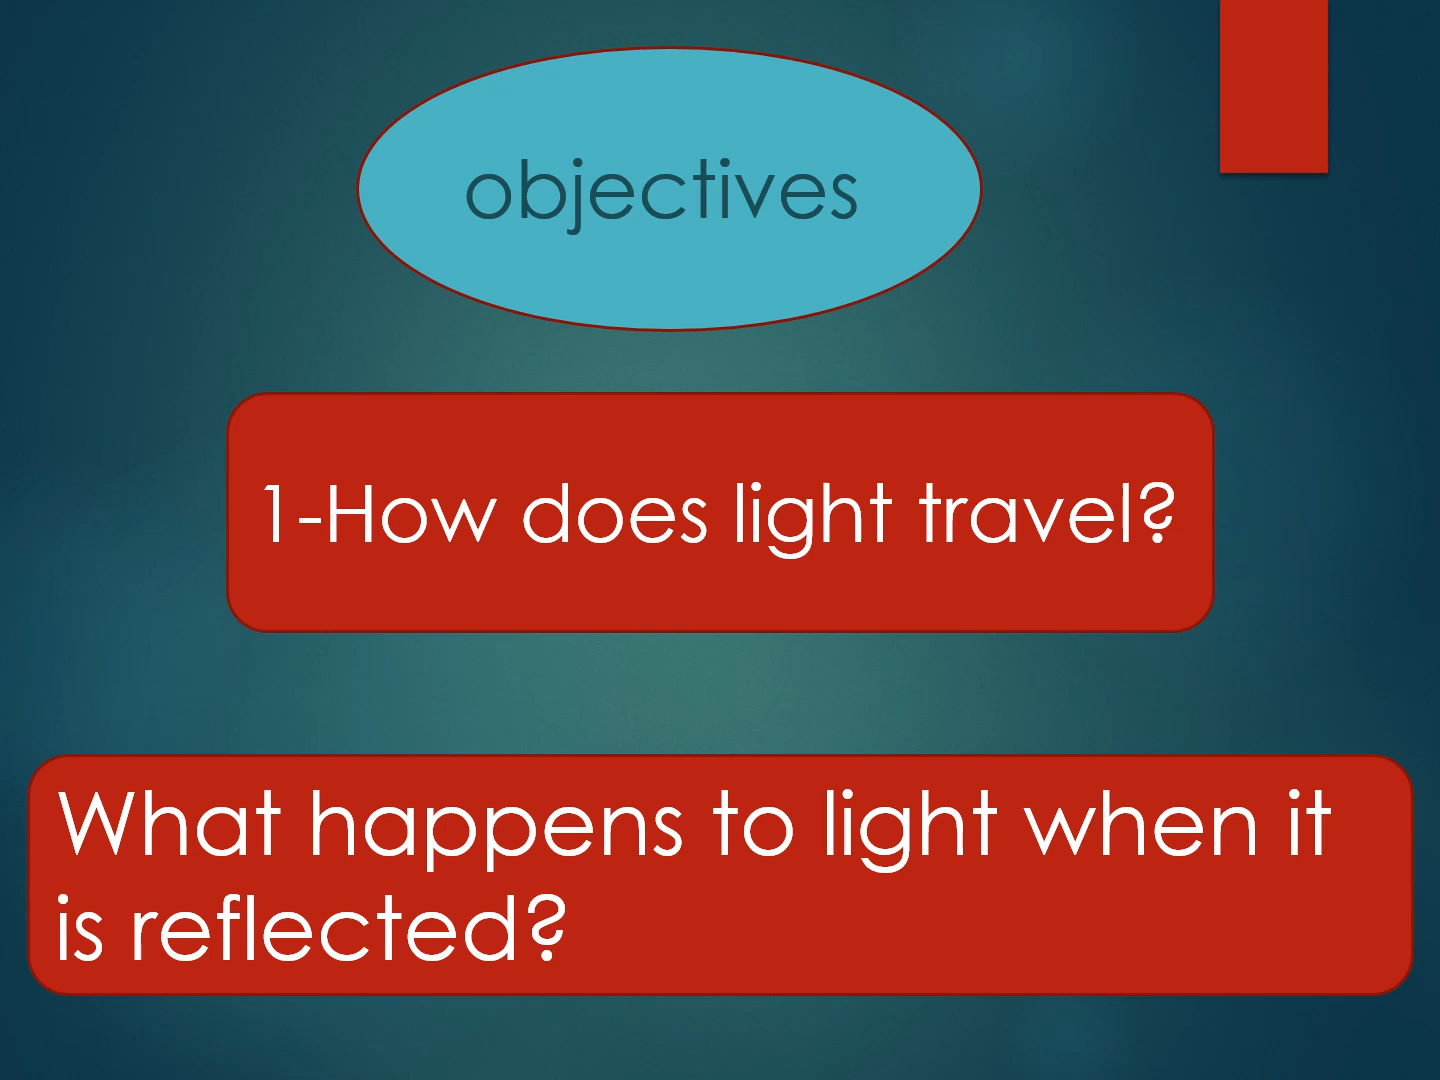 objectives
1-How does light travel?
What happens to light when it
is reflected?